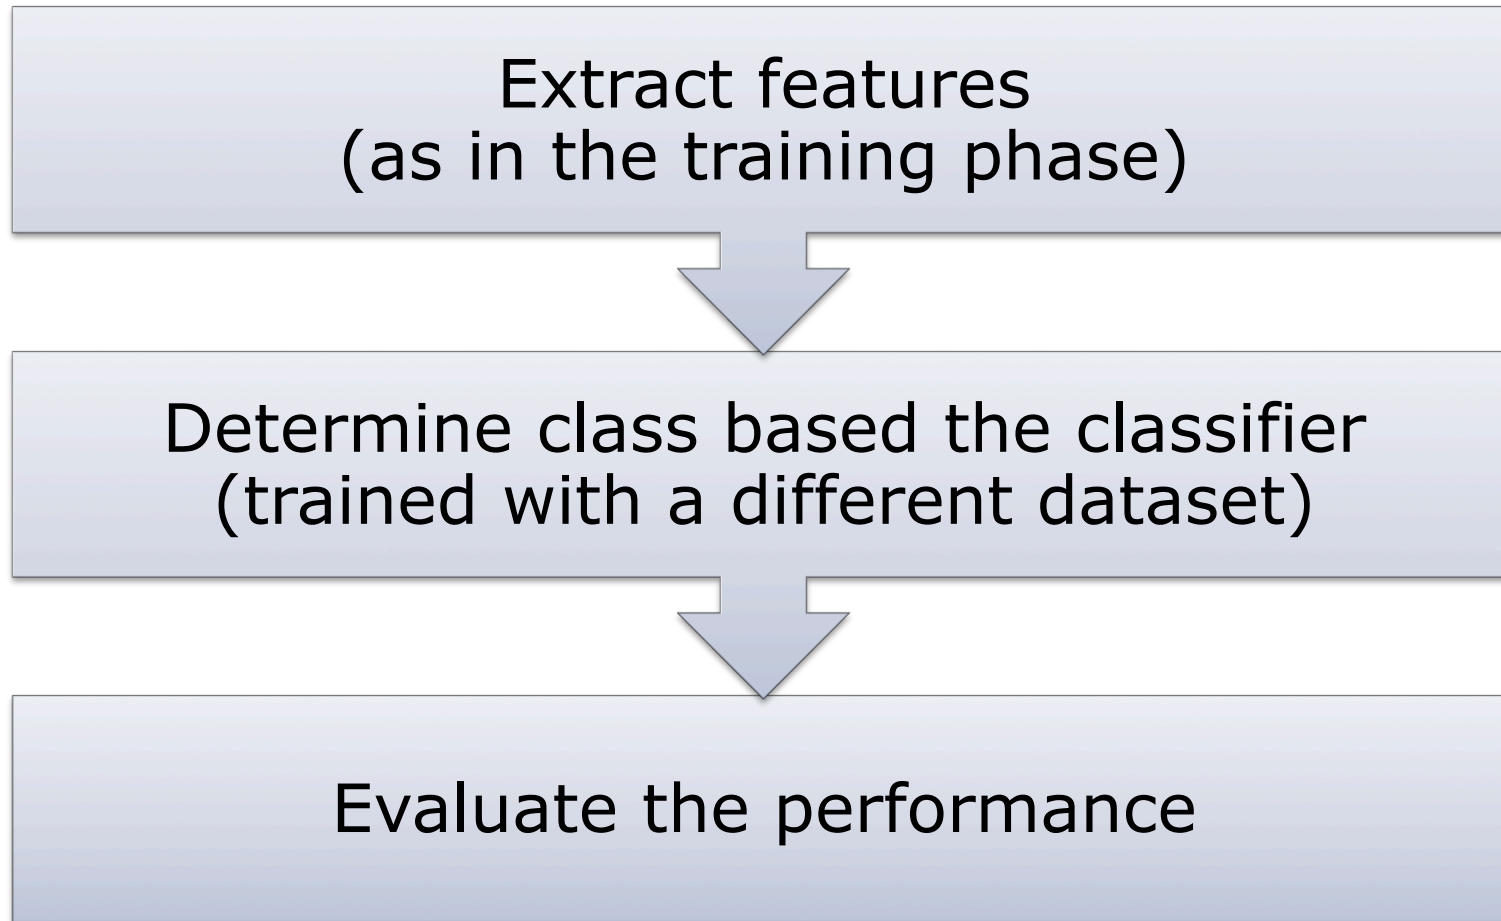 Extract features
(as in the training phase)
Determine class based the classifier
(trained with a different dataset)
Evaluate the performance